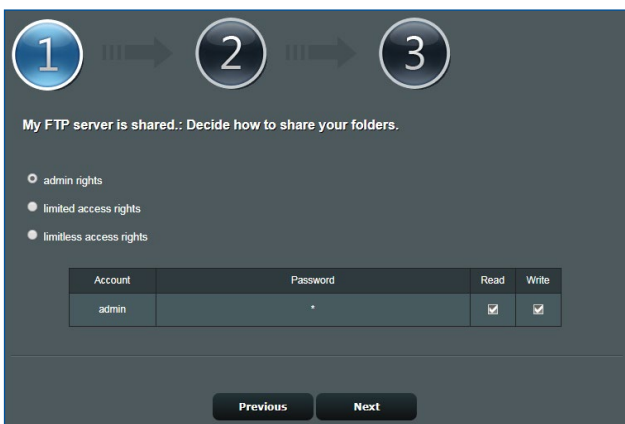 1 2 3
My FTP server is shared.: Decide how to share your folders.
admin rights
limited access rights
limitless access rights
Account Password Read Write
admin *
Previous Next